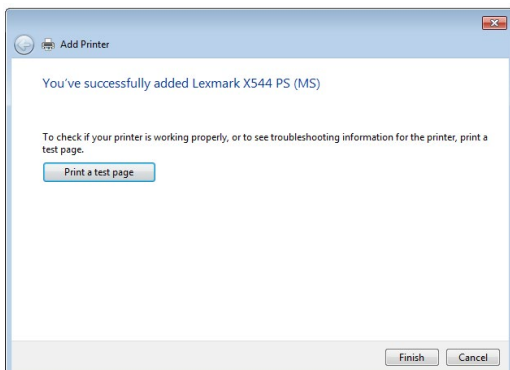 Add Printer
You've successfully added Lexmark X544 PS (MS)
To check if your printer is working properly, or to see troubleshooting information for the printer, print a
test page.
Print a test page
Finish Cancel